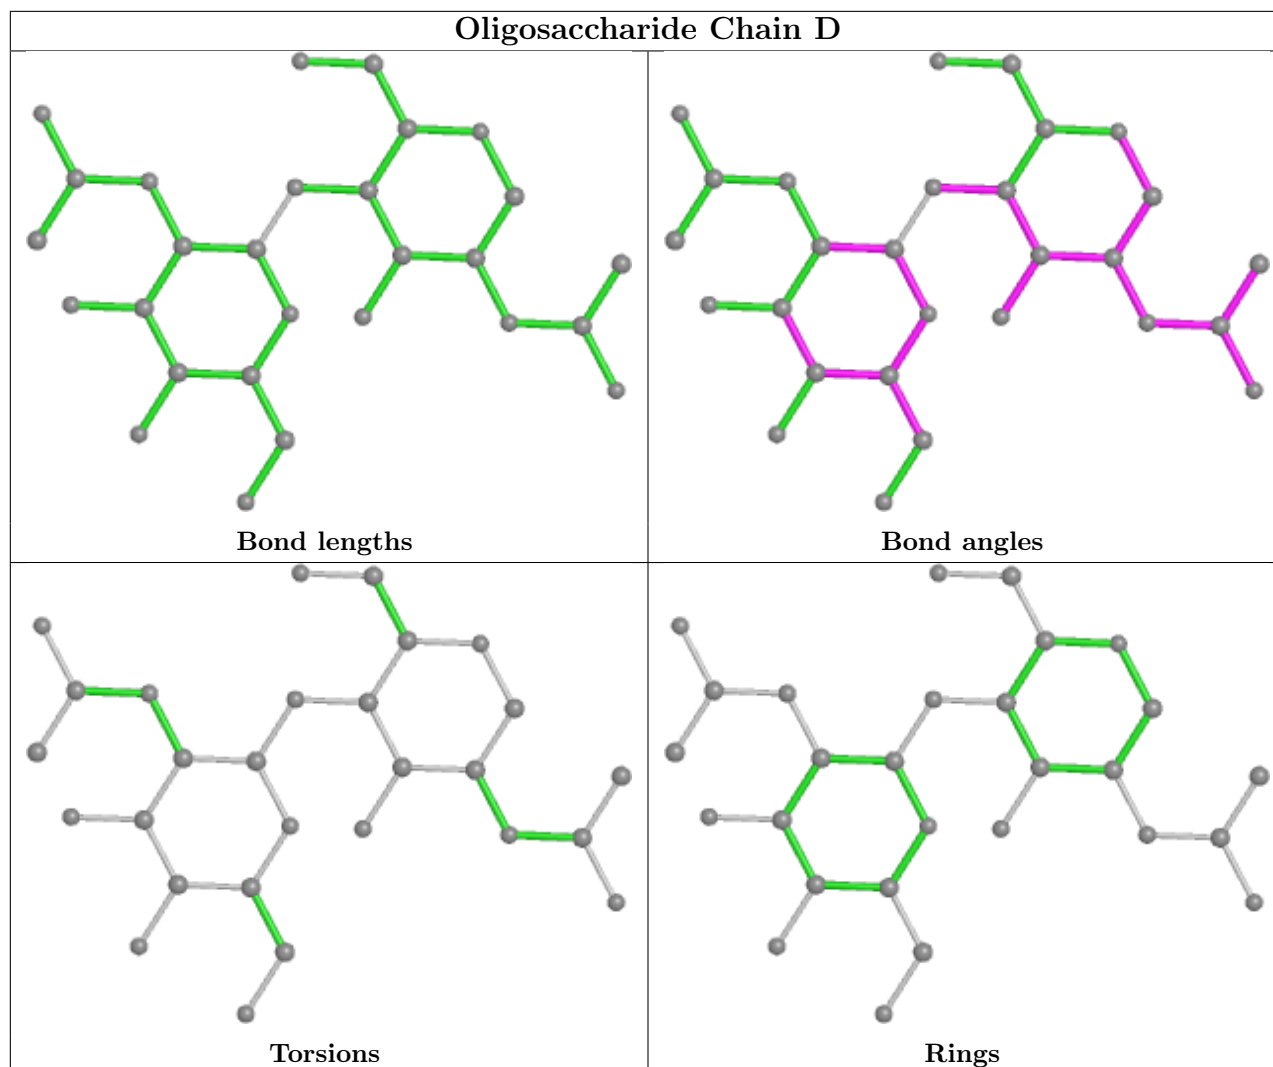 Oligosaccharide Chain D
Bond lengths
Bond angles
Torsions
Rings